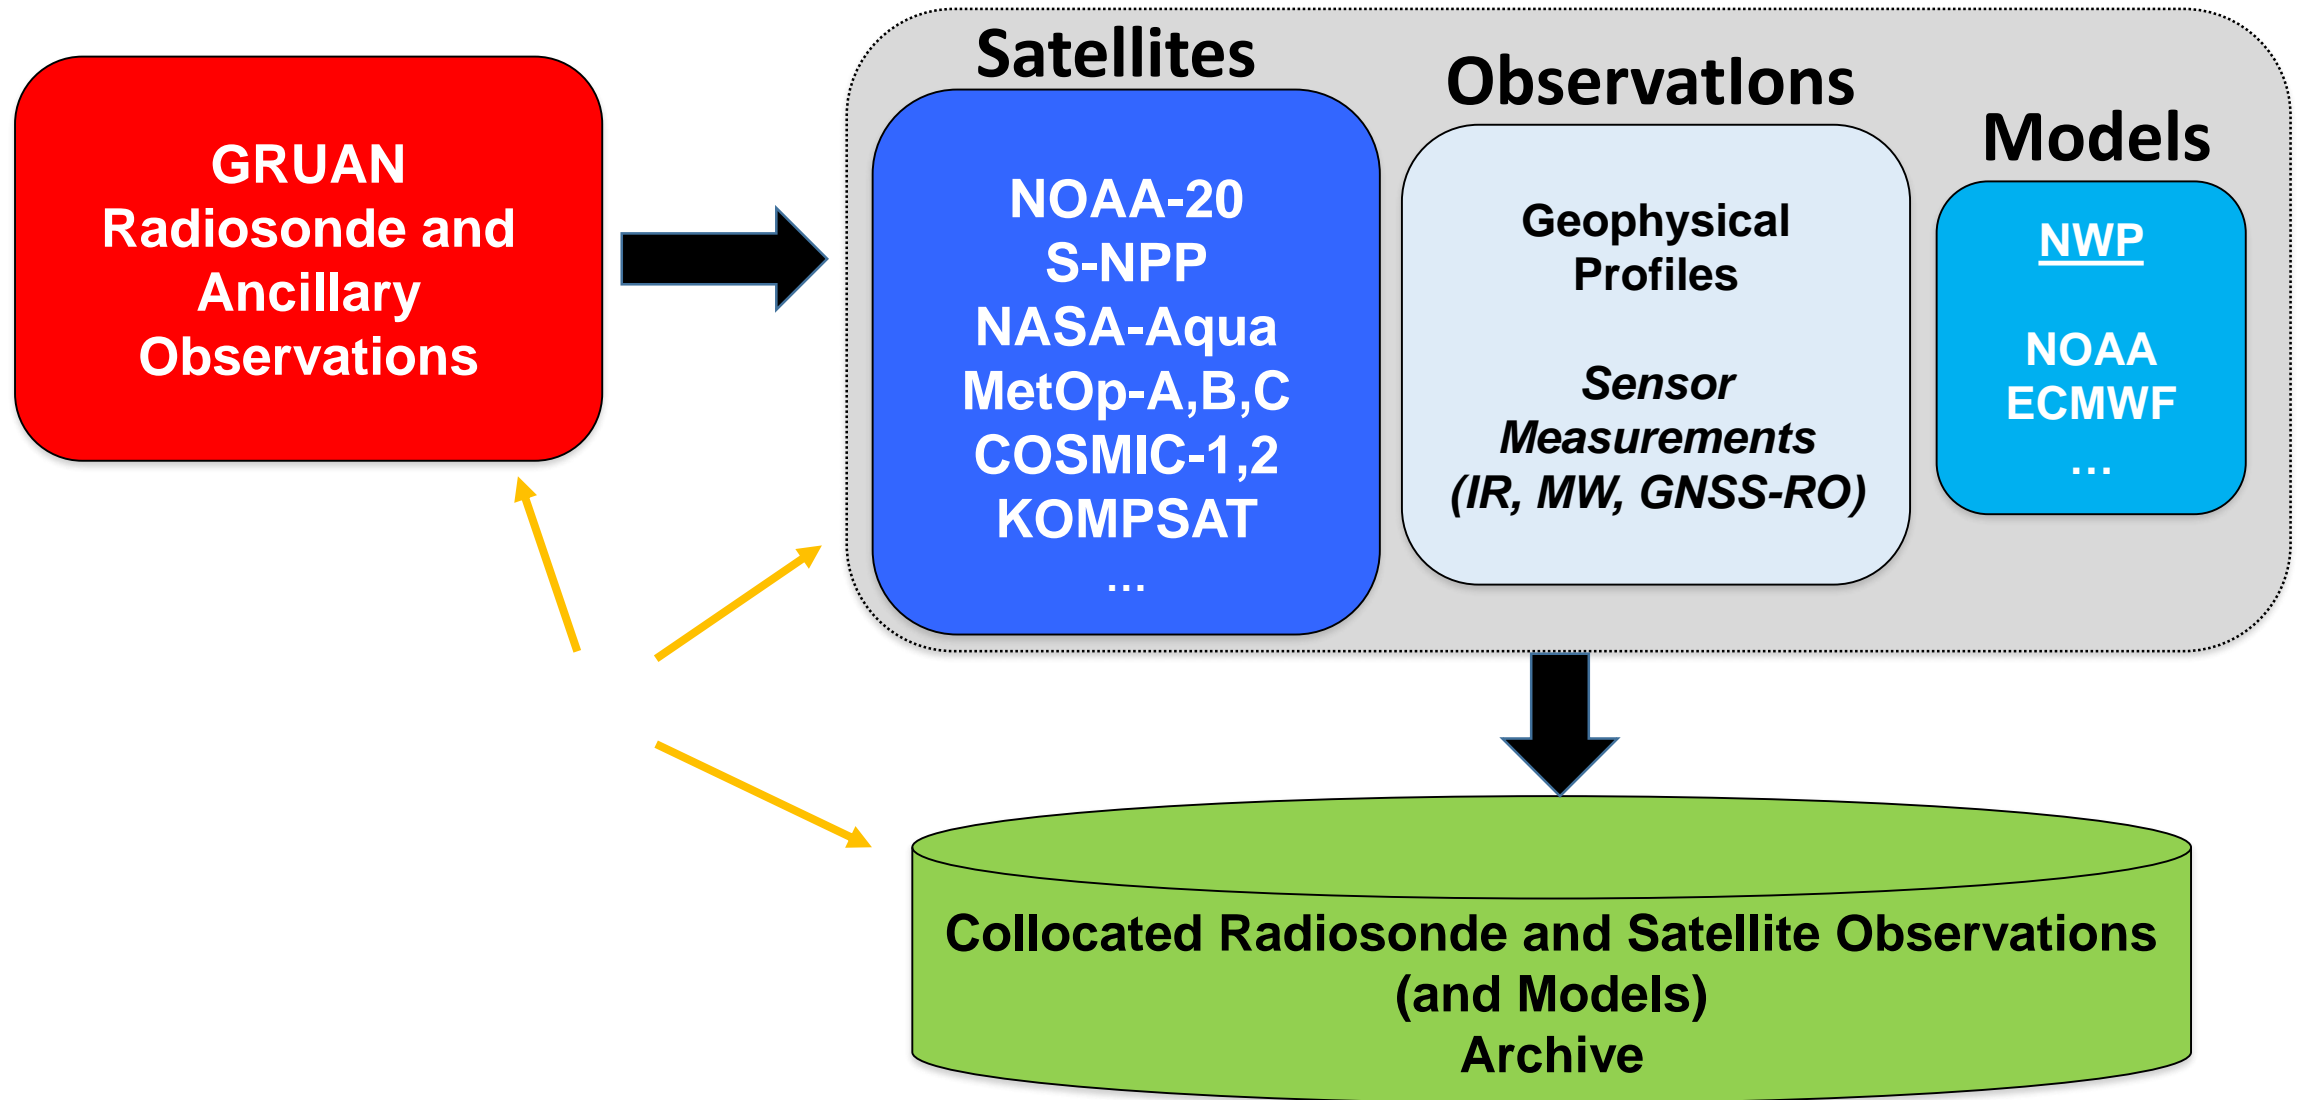 GRUAN
Radiosonde and
Ancillary
Observations
Satellites
NOAA-20
S-NPP
NASA-Aqua
MetOp-A,B,C
COSMIC-1,2
KOMPSAT
...
ObservatIons
Geophysical
Profiles
Sensor
Measurements
(IR, MW, GNSS-RO)
Models
NWP
NOAA
ECMWF
...
Collocated Radiosonde and Satellite Observations
(and Models)
Archive